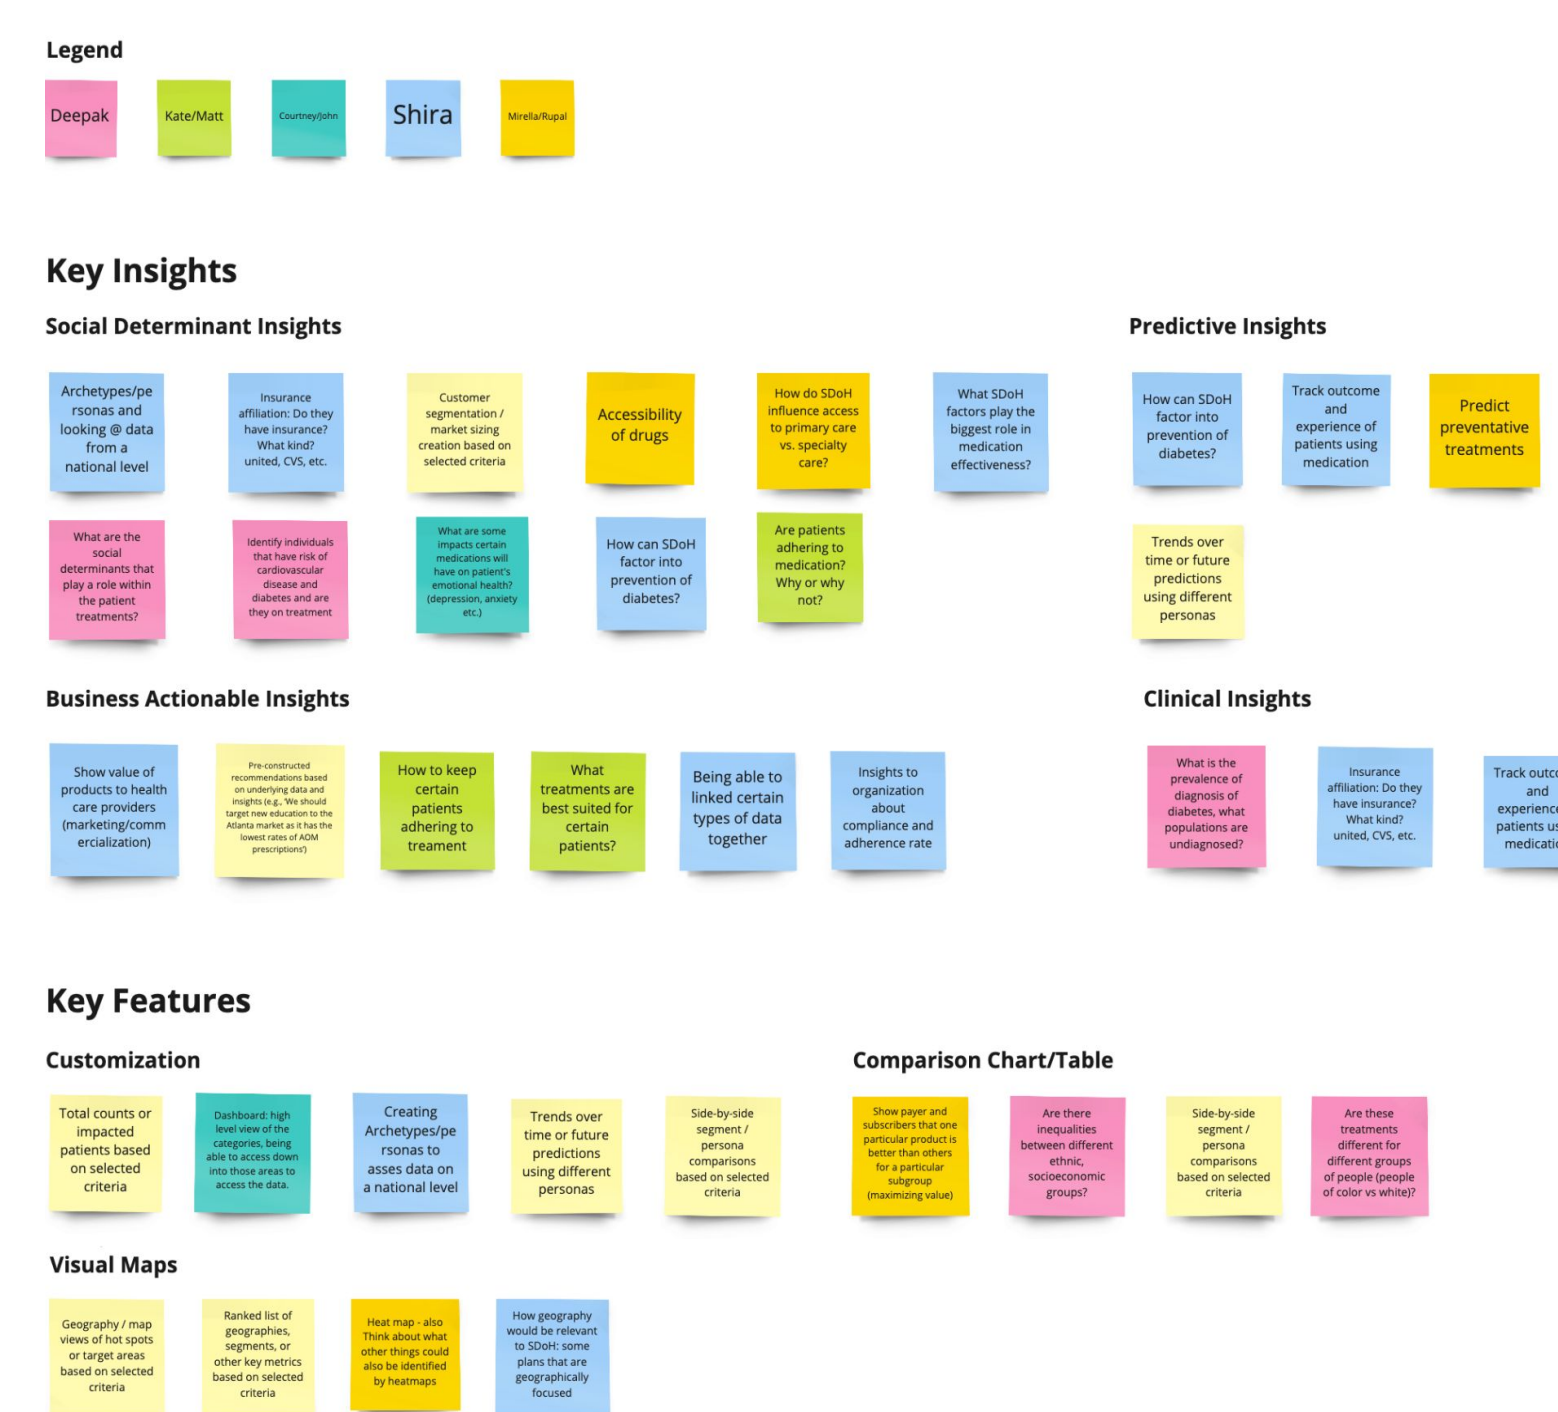 Legend
Deepak
Kate/Matt
Courtney/John
Shira
Mirella/Rupal
Key Insights
Social Determinant Insights
Archetypes/pe
rsonas and
looking @ data
from a
national level
Insurance
affiliation: Do they
have insurance?
What kind?
united, CVS, etc.
Customer
segmentation /
market sizing
creation based on
selected criteria
Accessibility
of drugs
How do SDoH
influence access
to primary care
vs. specialty
care?
What SDoH
factors play the
biggest role in
medication
effectiveness?
What are the
social
determinants that
play a role within
the patient
treatments?
Identify individuals
that have risk of
cardiovascular
disease and
diabetes and are
they on treatment
What are some
impacts certain
medications will
have on patient's
emotional health?
(depression, anxiety
etc.)
How can SDoH
factor into
prevention of
diabetes?
Are patients
adhering to
medication?
Why or why
not?
Predictive Insights
How can SDoH
factor into
prevention of
diabetes?
Track outcome
and
experience of
patients using
medication
Predict
preventative
treatments
Trends over
time or future
predictions
using different
personas
Business Actionable Insights
Show value of
products to health
care providers
(marketing/comm
ercialization)
Pre-constructed
recommendations based
on underlying data and
insights (e.g., 'We should
target new education to the
Atlanta market as it has the
lowest rates of AOM
prescriptions')
How to keep
certain
patients
adhering to
treament
What
treatments are
best suited for
certain
patients?
Being able to
linked certain
types of data
together
Insights to
organization
about
compliance and
adherence rate
Clinical Insights
What is the
prevalence of
diagnosis of
diabetes, what
populations are
undiagnosed?
Insurance
affiliation: Do they
have insurance?
What kind?
united, CVS, etc.
Track outco
and
experience
patients us
medicatio
Key Features
Customization
Total counts or
impacted
patients based
on selected
criteria
Dashboard: high
level view of the
categories, being
able to access down
into those areas to
access the data.
Creating
Archetypes/pe
rsonas to
asses data on
a national level
Trends over
time or future
predictions
using different
personas
Side-by-side
segment /
persona
comparisons
based on selected
criteria
Comparison Chart/Table
Show payer and
subscribers that one
particular product is
better than others
for a particular
subgroup
(maximizing value)
Are there
inequalities
between different
ethnic,
socioeconomic
groups?
Side-by-side
segment /
persona
comparisons
based on selected
criteria
Are these
treatments
different for
different groups
of people (people
of color vs white)?
Visual Maps
Geography / map
views of hot spots
or target areas
based on selected
criteria
Ranked list of
geographies,
segments, or
other key metrics
based on selected
criteria
Heat map - also
Think about what
other things could
also be identified
by heatmaps
How geography
would be relevant
to SDoH: some
plans that are
geographically
focused